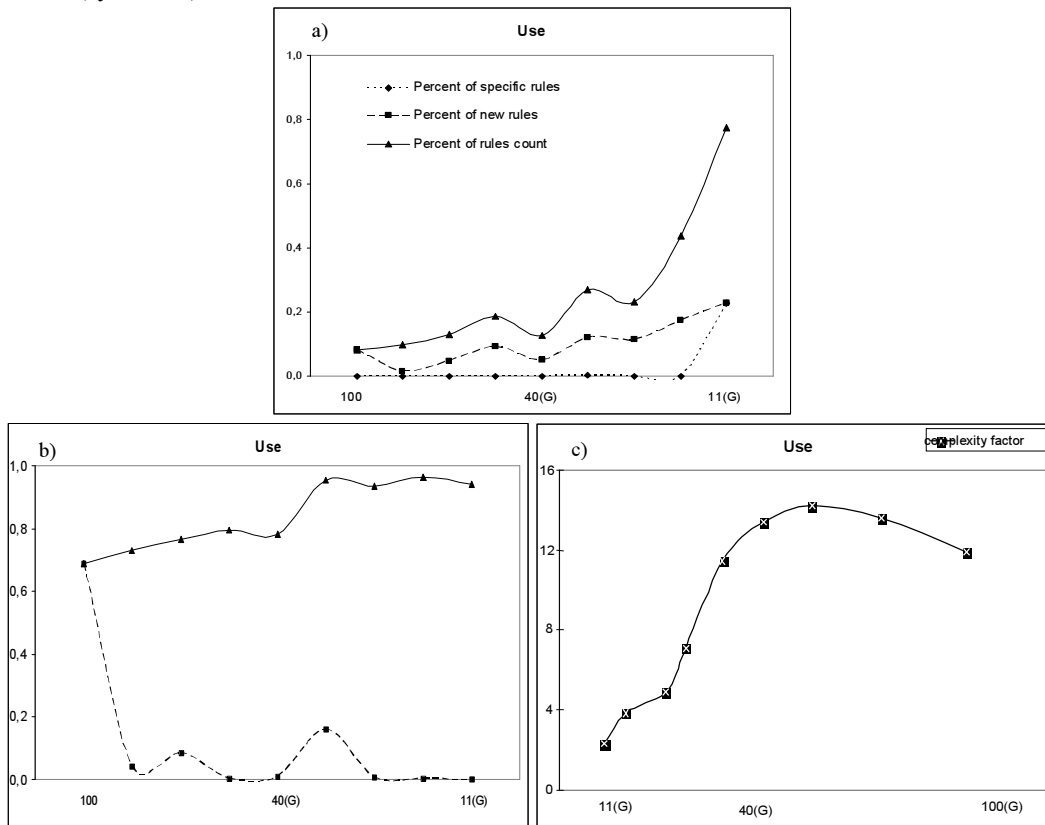 a)
Use
1,0
Percent of specific rules
Percent of new rules
0,8
Percent of rules count
0,6
0,4
0,2
0,0
100 40(G) 11(G)
b)
Use
1,0
0,8
0,6
0,4
0,2
0,0
100 40(G) 11(G)
c)
Use
complexity factor
16
12
8
4
0
11(G) 40(G) 100(G)